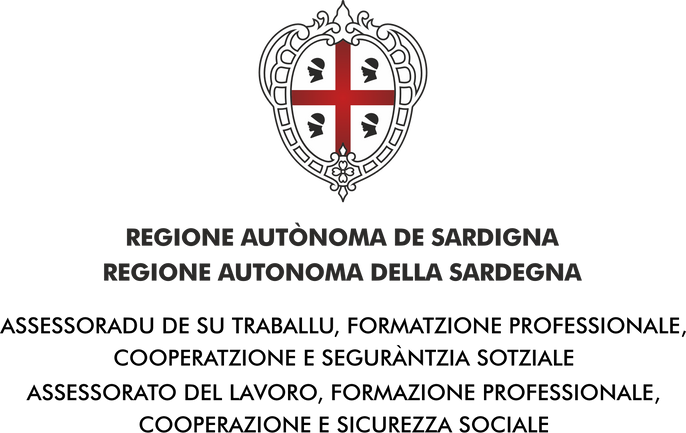 REGIONE AUTÒNOMA DE SARDIGNA
REGIONE AUTONOMA DELLA SARDEGNA
ASSESSORADU DE SU TRABALLU, FORMATZIONE PROFESSIONALE,
COOPERATZIONE E SEGURÀNTZIA SOTZIALE
ASSESSORATO DEL LAVORO, FORMAZIONE PROFESSIONALE,
COOPERAZIONE E SICUREZZA SOCIALE